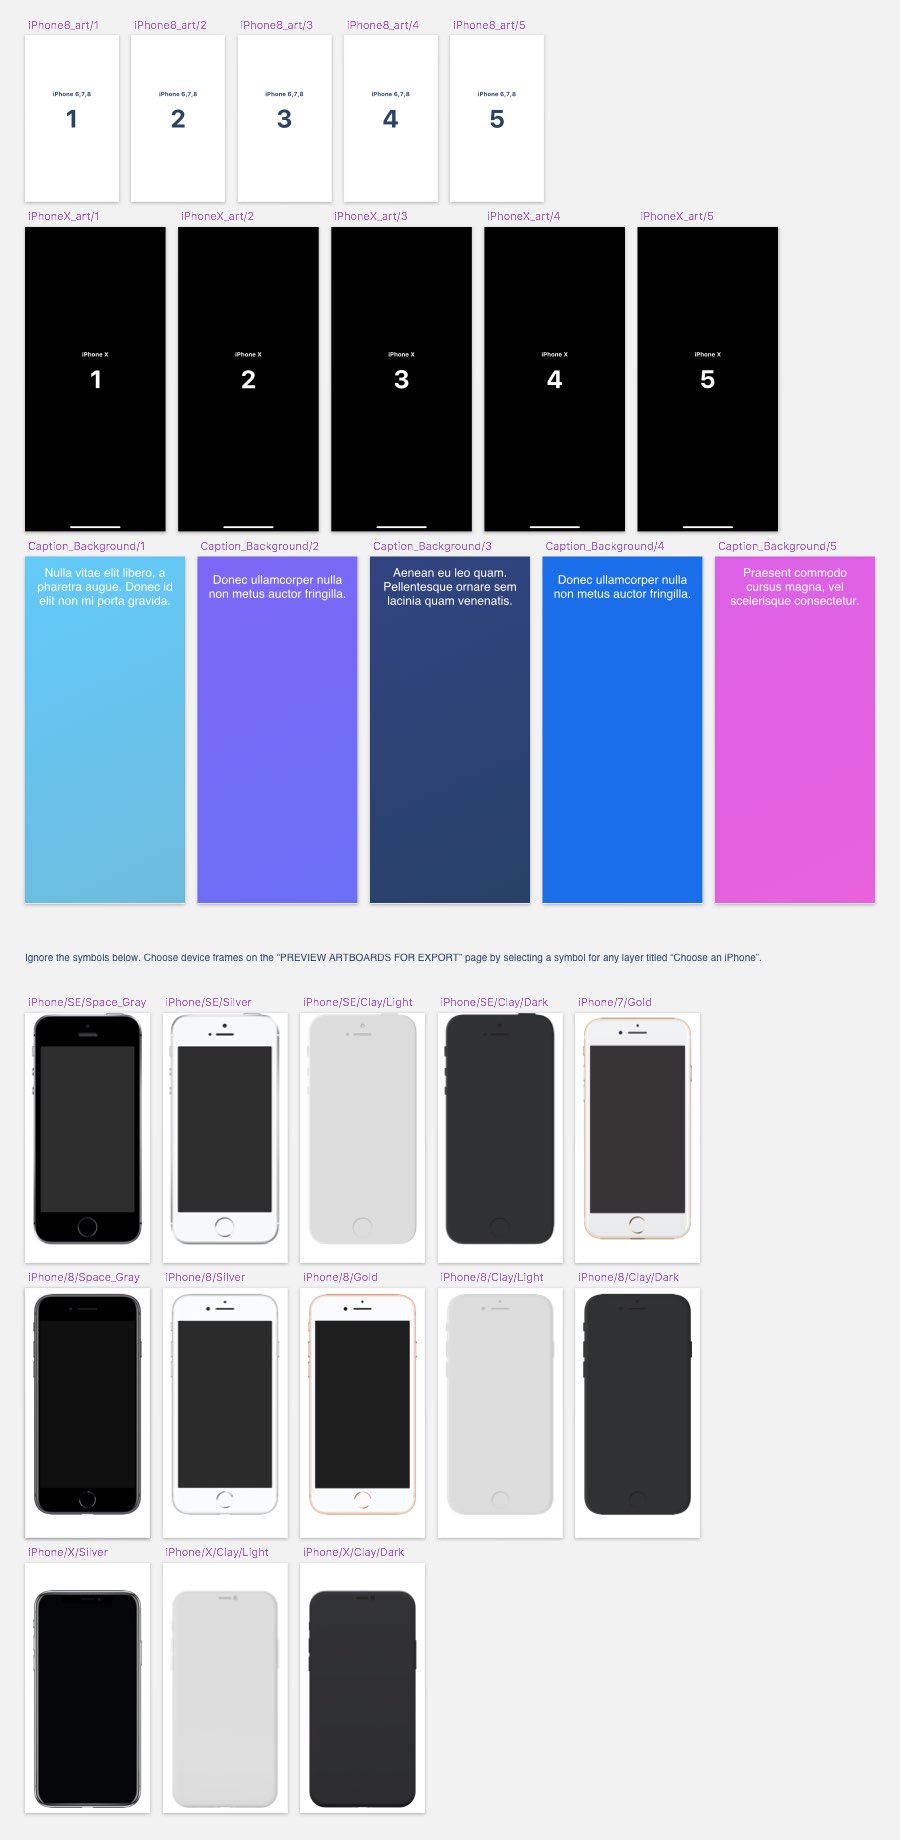 iPhone8_art/1 iPhone8_art/2 iPhone8_art/3 iPhone8_art/4 iPhone8_art/5
iPhone 6,7,8 iPhone 6,7,8 iPhone 6,7,8 iPhone 6,7,8 iPhone 6,7,8
1 2 3 4 5
iPhoneX_art/1 iPhoneX_art/2 iPhoneX_art/3 iPhoneX_art/4 iPhoneX_art/5
iPhone X iPhone X iPhone X iPhone X iPhone X
1 2 3 4 5
Caption_Background/1 Caption_Background/2 Caption_Background/3 Caption_Background/4 Caption_Background/5
Nulla vitae elit libero, a
pharetra augue. Donec id
elit non mi porta gravida.
Donec ullamcorper nulla
non metus auctor fringilla.
Aenean eu leo quam.
Pellentesque ornare sem
lacinia quam venenatis.
Donec ullamcorper nulla
non metus auctor fringilla.
Praesent commodo
cursus magna, vel
scelerisque consectetur.
Ignore the symbols below. Choose device frames on the “PREVIEW ARTBOARDS FOR EXPORT” page by selecting a symbol for any layer titled “Choose an iPhone”.
iPhone/SE/Space_Gray iPhone/SE/Silver iPhone/SE/Clay/Light iPhone/SE/Clay/Dark iPhone/7/Gold
iPhone/8/Space_Gray iPhone/8/Silver iPhone/8/Gold iPhone/8/Clay/Light iPhone/8/Clay/Dark
iPhone/X/Silver iPhone/X/Clay/Light iPhone/X/Clay/Dark